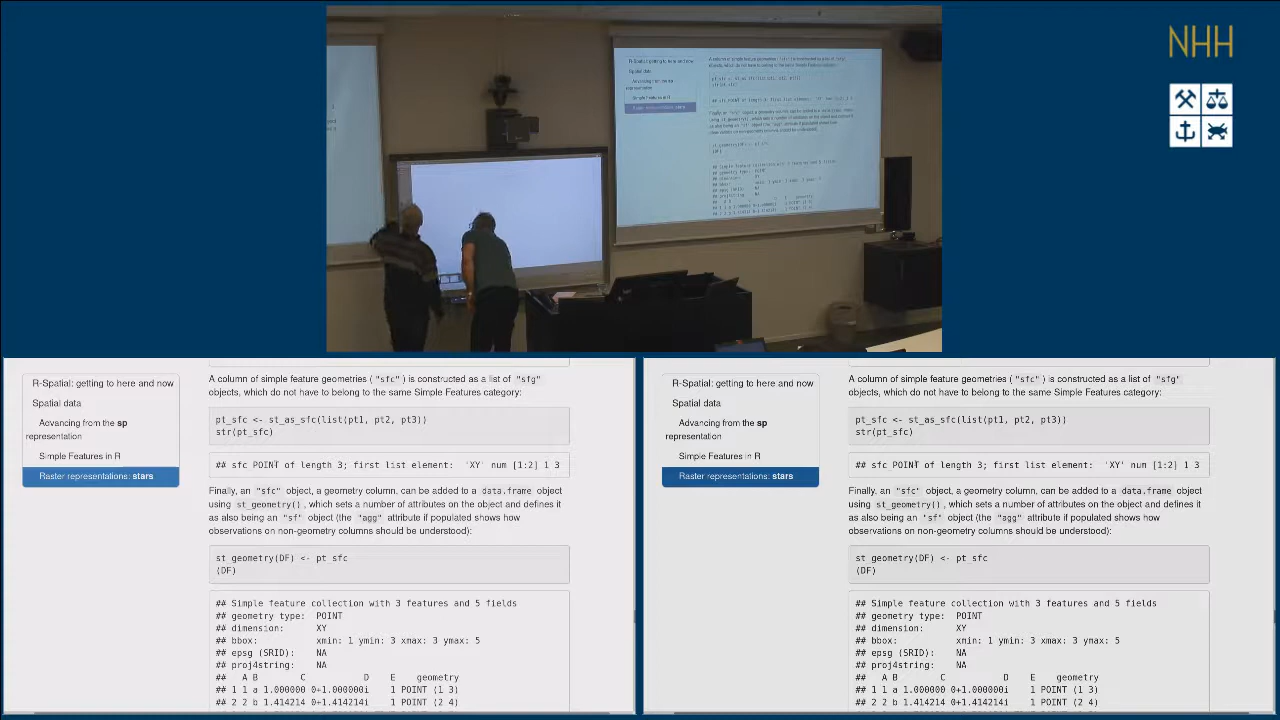 NHH
R-Spatial: getting to here and now
Spatial data
Advancing from the sp
representation
Simple Features in R
Raster representations: stars
A column of simple feature geometries ("sfc") is constructed as a list of "sfg"
objects, which do not have to belong to the same Simple Features category:
pt_sfc <- st_as_sfc(list(pt1, pt2, pt3))
str(pt_sfc)
## sfc_POINT of length 3; first list element:  'XY' num [1:2] 1 3
Finally, an "sfc" object, a geometry column, can be added to a data.frame object
using st_geometry(), which sets a number of attributes on the object and defines it
as also being an "sf" object (the "agg" attribute if populated shows how
observations on non-geometry columns should be understood):
st_geometry(DF) <- pt_sfc
(DF)
## Simple feature collection with 3 features and 5 fields
## geometry type:  POINT
## dimension:      XY
## bbox:           xmin: 1 ymin: 3 xmax: 3 ymax: 5
## epsg (SRID):    NA
## proj4string:    NA
##   A B        C          D   E    geometry
## 1 1 a 1.000000 0+1.000000i   1 POINT (1 3)
## 2 2 b 1.414214 0+1.414214i   1 POINT (2 4)
R-Spatial: getting to here and now
Spatial data
Advancing from the sp
representation
Simple Features in R
Raster representations: stars
A column of simple feature geometries ("sfc") is constructed as a list of "sfg"
objects, which do not have to belong to the same Simple Features category:
pt_sfc <- st_as_sfc(list(pt1, pt2, pt3))
str(pt_sfc)
## sfc_POINT of length 3; first list element:  'XY' num [1:2] 1 3
Finally, an "sfc" object, a geometry column, can be added to a data.frame object
using st_geometry(), which sets a number of attributes on the object and defines it
as also being an "sf" object (the "agg" attribute if populated shows how
observations on non-geometry columns should be understood):
st_geometry(DF) <- pt_sfc
(DF)
## Simple feature collection with 3 features and 5 fields
## geometry type:  POINT
## dimension:      XY
## bbox:           xmin: 1 ymin: 3 xmax: 3 ymax: 5
## epsg (SRID):    NA
## proj4string:    NA
##   A B        C          D   E    geometry
## 1 1 a 1.000000 0+1.000000i   1 POINT (1 3)
## 2 2 b 1.414214 0+1.414214i   1 POINT (2 4)